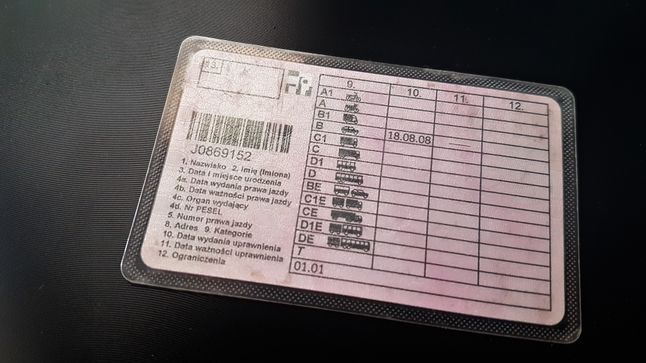 13.
J0869152
1. Nazwisko 2. Imię (Imiona)
3. Data i miejsce urodzenia
4a. Data wydania prawa jazdy
4b. Data ważności prawa jazdy
4c. Organ wydający
4d. Nr PESEL
5. Numer prawa jazdy
8. Adres 9. Kategorie
10. Data wydania uprawnienia
11. Data ważności uprawnienia
12. Ograniczenia
9. 10. 11. 12.
A1
A
B1
B 18.08.08
C1
C
D1
D
BE
C1E
CE
D1E
DE
T
01.01